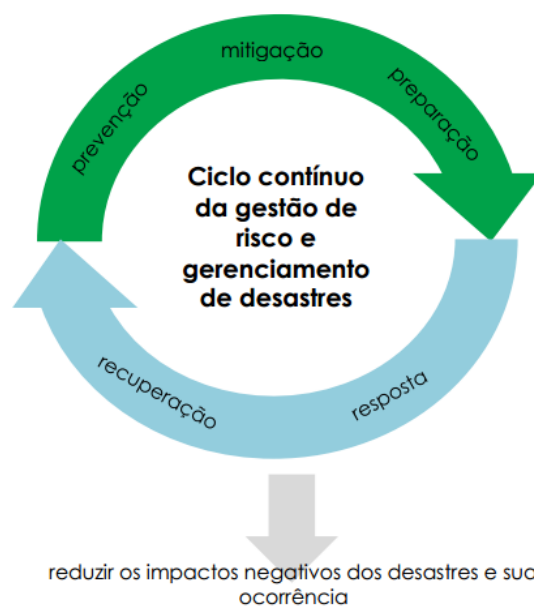 mitigação
prevenção
preparação
Ciclo contínuo
da gestão de
risco e
gerenciamento
de desastres
recuperação
resposta
reduzir os impactos negativos dos desastres e sua
ocorrência